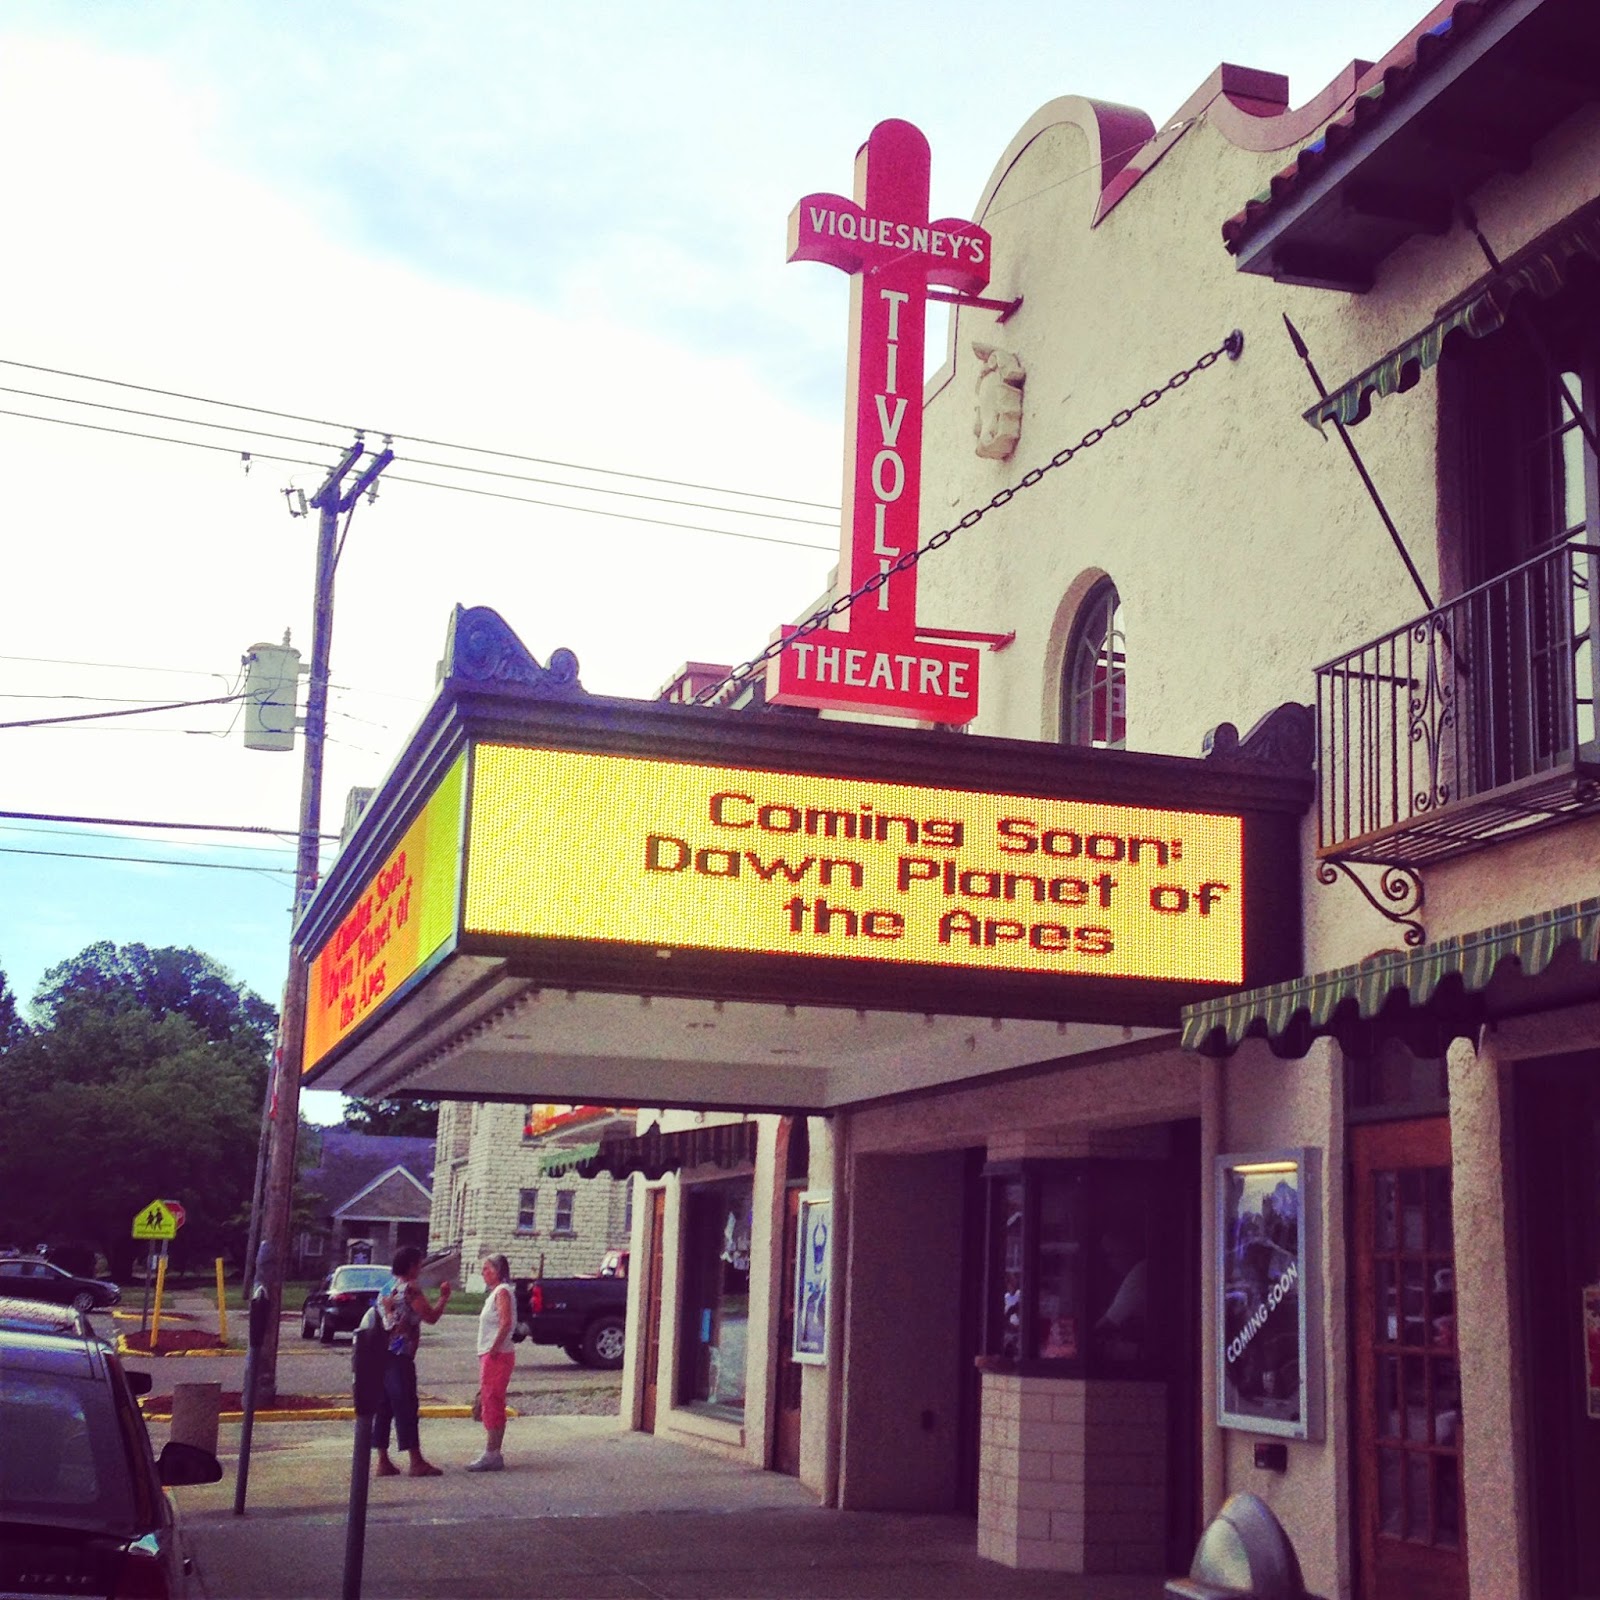 VIQUESNEY'S
TIVOLI
THEATRE
Coming Soon:
Dawn Planet of
the Apes
Coming Soon
Dawn Planet of
the Apes
COMING SOON